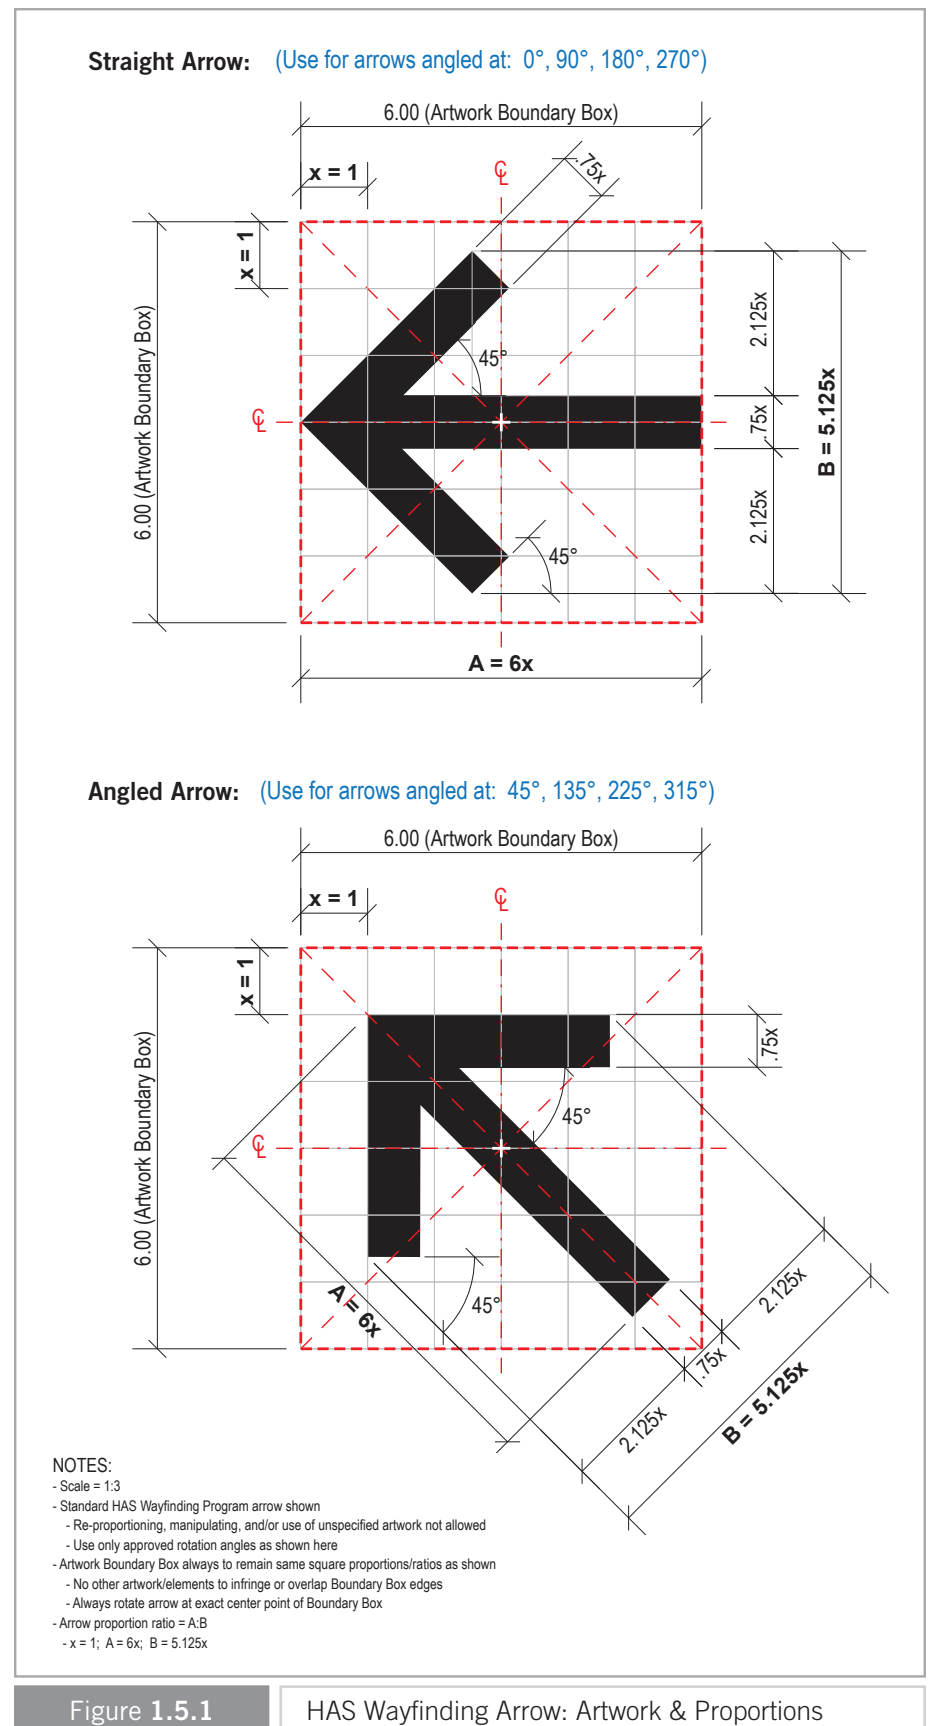 Straight Arrow: (Use for arrows angled at: 0°, 90°, 180°, 270°)
6.00 (Artwork Boundary Box)
x = 1
℄
.75x
x = 1
6.00 (Artwork Boundary Box)
45°
2.125x
℄
.75x
B = 5.125x
2.125x
45°
A = 6x
Angled Arrow: (Use for arrows angled at: 45°, 135°, 225°, 315°)
6.00 (Artwork Boundary Box)
x = 1
℄
x = 1
.75x
6.00 (Artwork Boundary Box)
45°
℄
45°
A = 6x
2.125x
.75x
2.125x
B = 5.125x
NOTES:
- Scale = 1:3
- Standard HAS Wayfinding Program arrow shown
- Re-proportioning, manipulating, and/or use of unspecified artwork not allowed
- Use only approved rotation angles as shown here
- Artwork Boundary Box always to remain same square proportions/ratios as shown
- No other artwork/elements to infringe or overlap Boundary Box edges
- Always rotate arrow at exact center point of Boundary Box
- Arrow proportion ratio = A:B
- x = 1; A = 6x; B = 5.125x
Figure 1.5.1 HAS Wayfinding Arrow: Artwork & Proportions